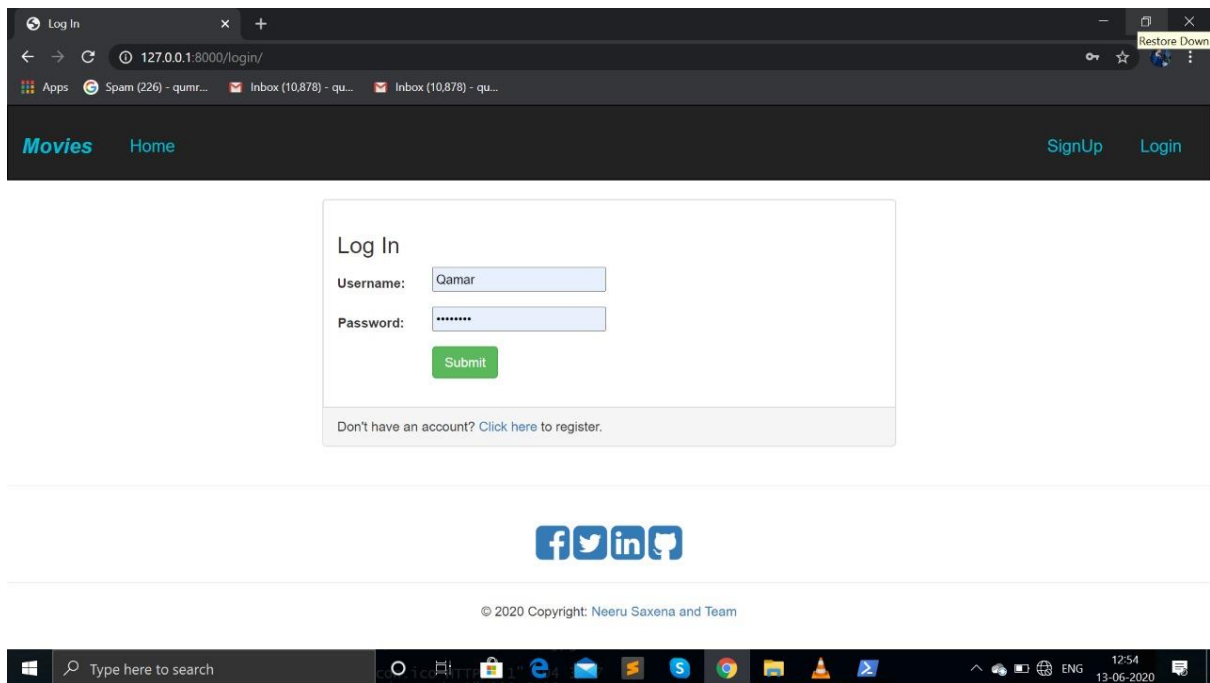 Log In
Restore Down
127.0.0.1:8000/login/
Apps Spam (226) - qumr... Inbox (10,878) - qu... Inbox (10,878) - qu...
Movies Home SignUp Login
Log In
Username: Qamar
Password: ••••••••
Submit
Don't have an account? Click here to register.
© 2020 Copyright: Neeru Saxena and Team
Type here to search ENG 12:54
13-06-2020